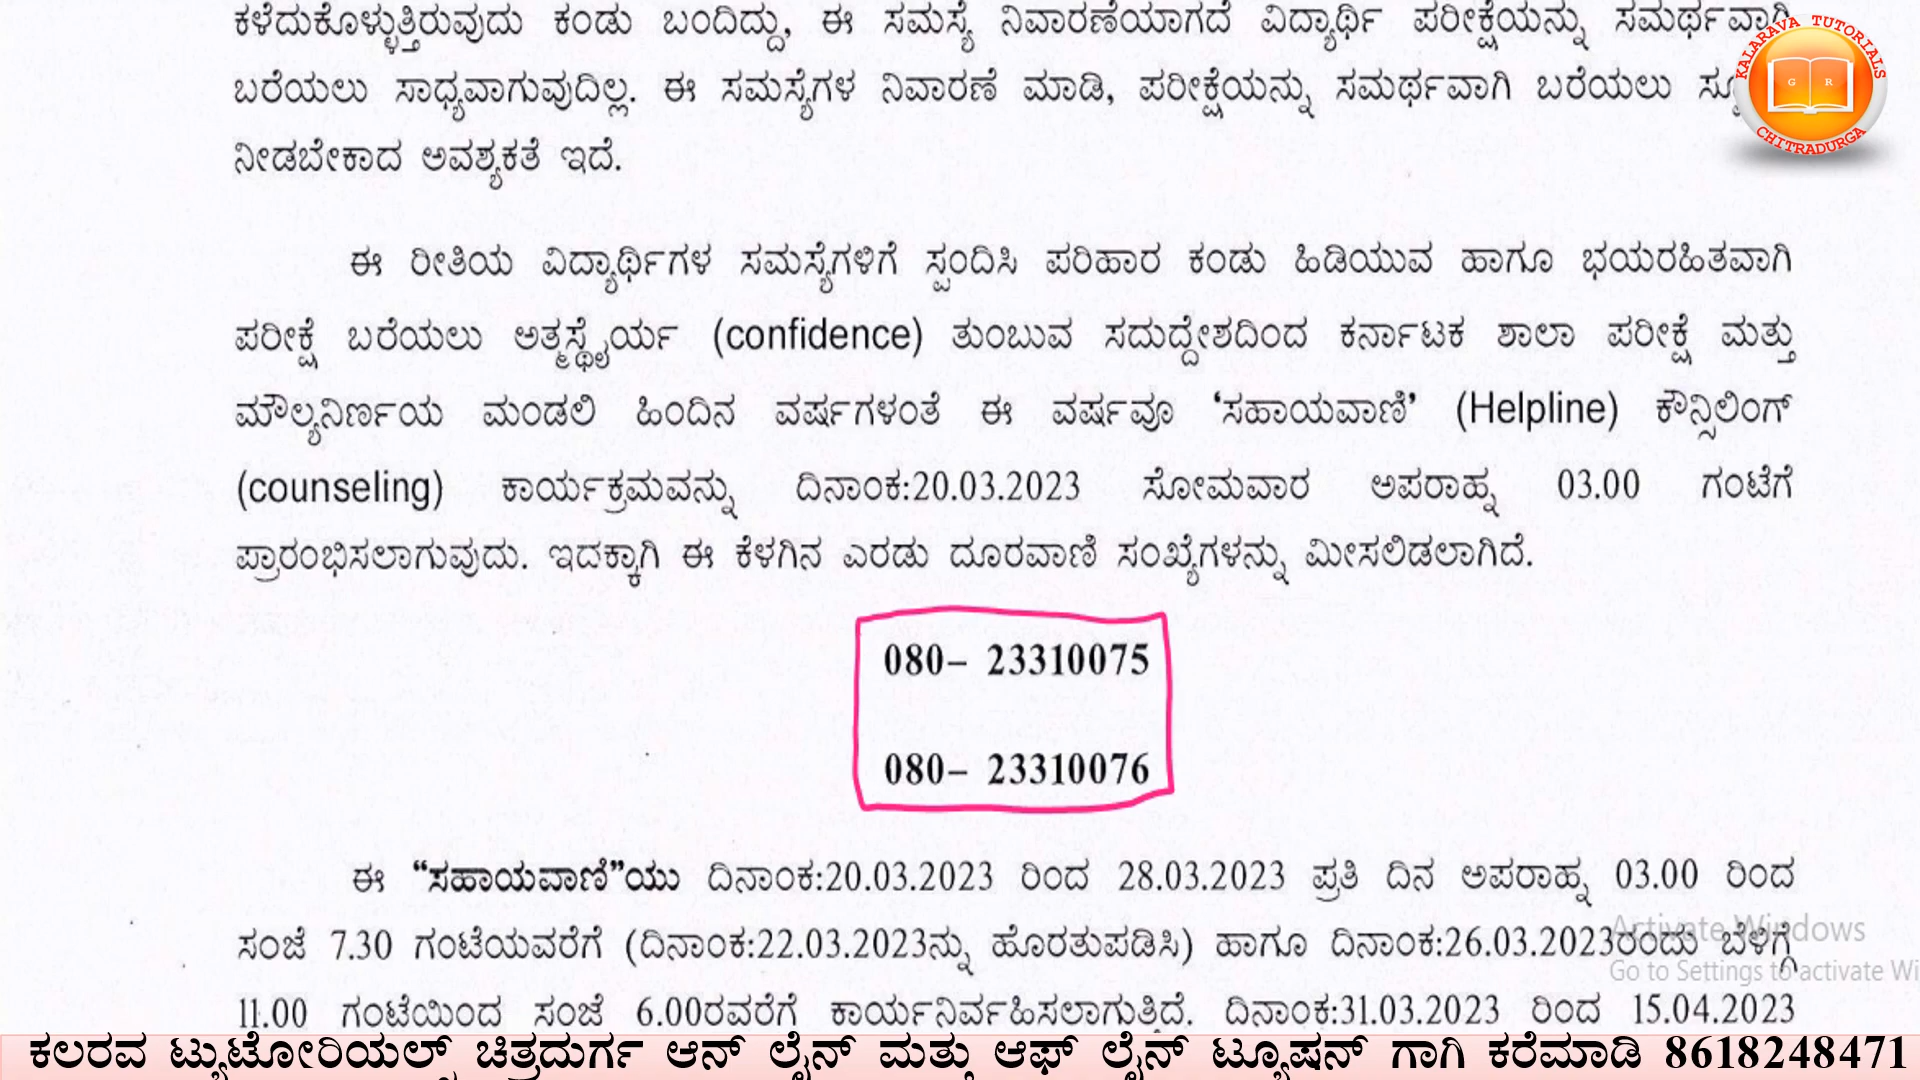 ಕಳೆದುಕೊಳ್ಳುತ್ತಿರುವುದು ಕಂಡು ಬಂದಿದ್ದು, ಈ ಸಮಸ್ಯೆ ನಿವಾರಣೆಯಾಗದೆ ವಿದ್ಯಾರ್ಥಿ ಪರೀಕ್ಷೆಯನ್ನು ಸಮರ್ಥವಾಗಿ
ಬರೆಯಲು ಸಾಧ್ಯವಾಗುವುದಿಲ್ಲ. ಈ ಸಮಸ್ಯೆಗಳ ನಿವಾರಣೆ ಮಾಡಿ, ಪರೀಕ್ಷೆಯನ್ನು ಸಮರ್ಥವಾಗಿ ಬರೆಯಲು
ನೀಡಬೇಕಾದ ಅವಶ್ಯಕತೆ ಇದೆ.
KALARAVA TUTORIALS
G R
CHITRADURGA
ಈ ರೀತಿಯ ವಿದ್ಯಾರ್ಥಿಗಳ ಸಮಸ್ಯೆಗಳಿಗೆ ಸ್ಪಂದಿಸಿ ಪರಿಹಾರ ಕಂಡು ಹಿಡಿಯುವ ಹಾಗೂ ಭಯರಹಿತವಾಗಿ
ಪರೀಕ್ಷೆ ಬರೆಯಲು ಅತ್ಮಸ್ಥೈರ್ಯ (confidence) ತುಂಬುವ ಸದುದ್ದೇಶದಿಂದ ಕರ್ನಾಟಕ ಶಾಲಾ ಪರೀಕ್ಷೆ ಮತ್ತು
ಮೌಲ್ಯನಿರ್ಣಯ ಮಂಡಲಿ ಹಿಂದಿನ ವರ್ಷಗಳಂತೆ ಈ ವರ್ಷವೂ ‘ಸಹಾಯವಾಣಿ’ (Helpline) ಕೌನ್ಸಿಲಿಂಗ್
(counseling) ಕಾರ್ಯಕ್ರಮವನ್ನು ದಿನಾಂಕ:20.03.2023 ಸೋಮವಾರ ಅಪರಾಹ್ನ 03.00 ಗಂಟೆಗೆ
ಪ್ರಾರಂಭಿಸಲಾಗುವುದು. ಇದಕ್ಕಾಗಿ ಈ ಕೆಳಗಿನ ಎರಡು ದೂರವಾಣಿ ಸಂಖ್ಯೆಗಳನ್ನು ಮೀಸಲಿಡಲಾಗಿದೆ.
080– 23310075
080– 23310076
ಈ “ಸಹಾಯವಾಣಿ”ಯು ದಿನಾಂಕ:20.03.2023 ರಿಂದ 28.03.2023 ಪ್ರತಿ ದಿನ ಅಪರಾಹ್ನ 03.00 ರಿಂದ
ಸಂಜೆ 7.30 ಗಂಟೆಯವರೆಗೆ (ದಿನಾಂಕ:22.03.2023ನ್ನು ಹೊರತುಪಡಿಸಿ) ಹಾಗೂ ದಿನಾಂಕ:26.03.2023ರಂದು ಬೆಳಿಗ್ಗೆ
11.00 ಗಂಟೆಯಿಂದ ಸಂಜೆ 6.00ರವರೆಗೆ ಕಾರ್ಯನಿರ್ವಹಿಸಲಾಗುತ್ತಿದೆ. ದಿನಾಂಕ:31.03.2023 ರಿಂದ 15.04.2023
Activate Windows
Go to Settings to activate Wi
ಕಲರವ ಟ್ಯುಟೋರಿಯಲ್ಸ್ ಚಿತ್ರದುರ್ಗ ಆನ್ ಲೈನ್ ಮತ್ತು ಆಫ್ ಲೈನ್ ಟ್ಯೂಷನ್ ಗಾಗಿ ಕರೆಮಾಡಿ 8618248471